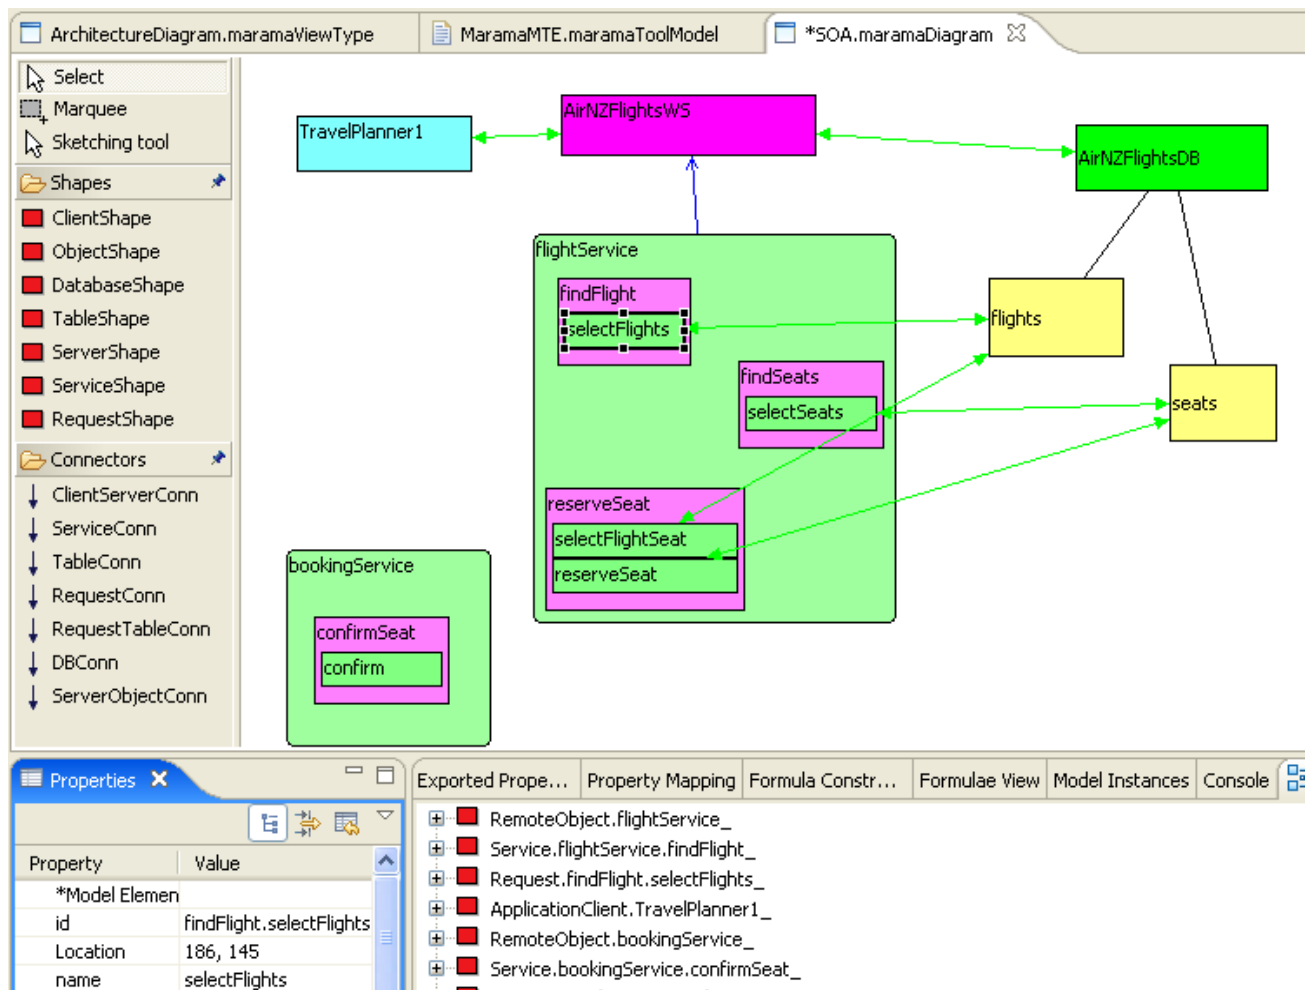 ArchitectureDiagram.maramaViewType MaramaMTE.maramaToolModel *SOA.maramaDiagram
Select
Marquee
Sketching tool
Shapes
ClientShape
ObjectShape
DatabaseShape
TableShape
ServerShape
ServiceShape
RequestShape
Connectors
ClientServerConn
ServiceConn
TableConn
RequestConn
RequestTableConn
DBConn
ServerObjectConn
TravelPlanner1
AirNZFlightsWS
AirNZFlightsDB
flightService
findFlight
selectFlights
flights
findSeats
selectSeats
seats
reserveSeat
selectFlightSeat
reserveSeat
bookingService
confirmSeat
confirm
Properties
Property Value
*Model Elemen
id findFlight.selectFlights
Location 186, 145
name selectFlights
Exported Prope... Property Mapping Formula Constr... Formulae View Model Instances Console
RemoteObject.flightService_
Service.flightService.findFlight_
Request.findFlight.selectFlights_
ApplicationClient.TravelPlanner1_
RemoteObject.bookingService_
Service.bookingService.confirmSeat_